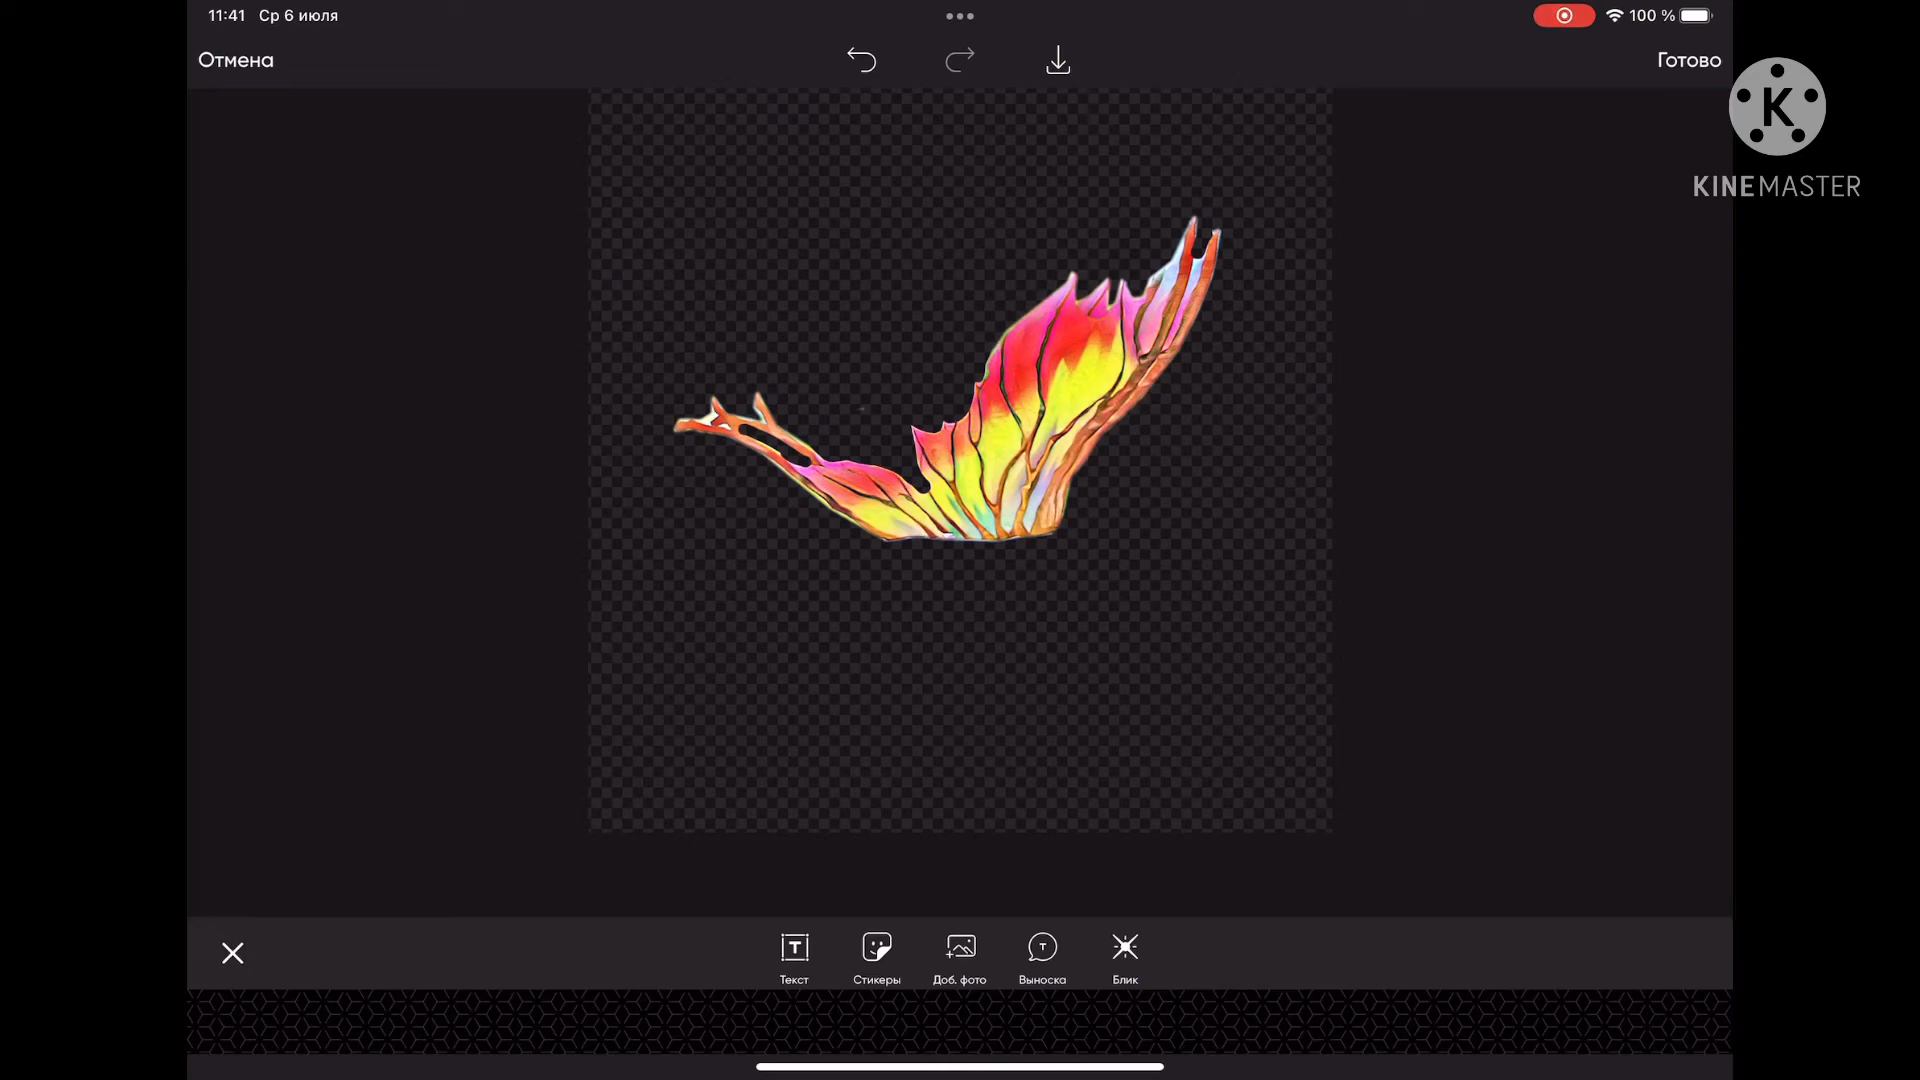 11:41 Ср 6 июля
100 %
Отмена
Готово
K
KINEMASTER
T
T
Текст
Стикеры
Доб. фото
Выноска
Блик